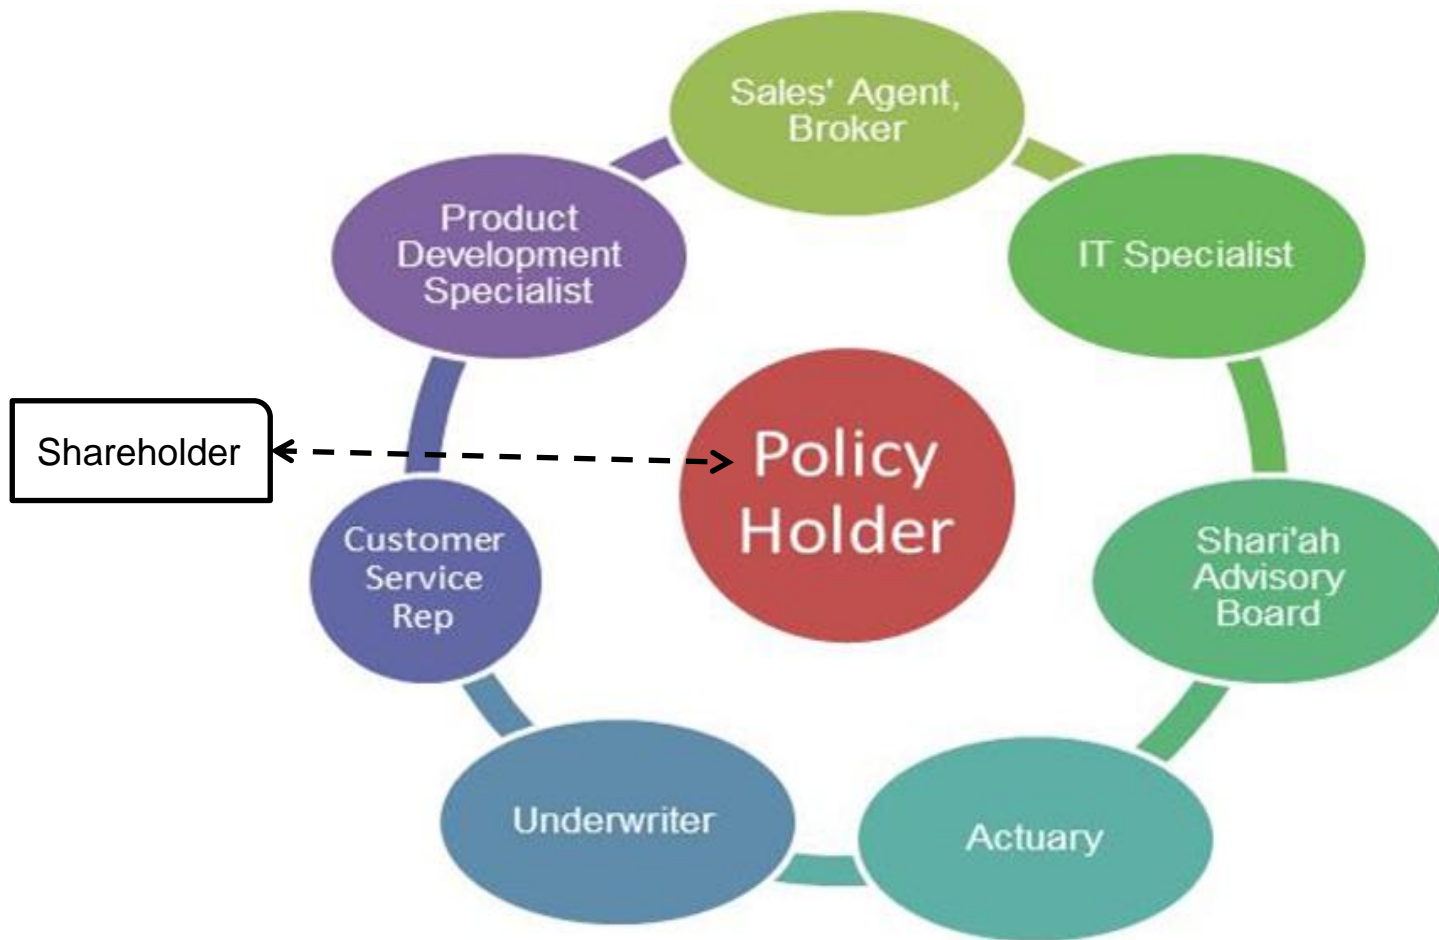 Sales' Agent,
Broker
IT Specialist
Shari'ah
Advisory
Board
Actuary
Underwriter
Customer
Service
Rep
Product
Development
Specialist
Policy
Holder
Shareholder